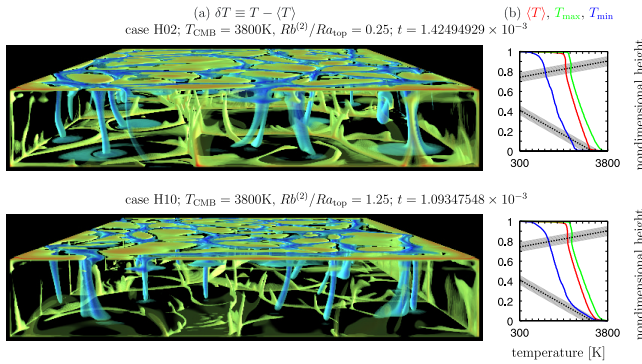 (a) δT ≡ T − ⟨T⟩
(b) ⟨T⟩, T_max, T_min
case H02; T_CMB = 3800K, Rb^(2)/Ra_top = 0.25; t = 1.42494929 × 10^−3
1
0.8
0.6
0.4
0.2
0
300
3800
nondimensional height
case H10; T_CMB = 3800K, Rb^(2)/Ra_top = 1.25; t = 1.09347548 × 10^−3
1
0.8
0.6
0.4
0.2
0
300
3800
nondimensional height
temperature [K]